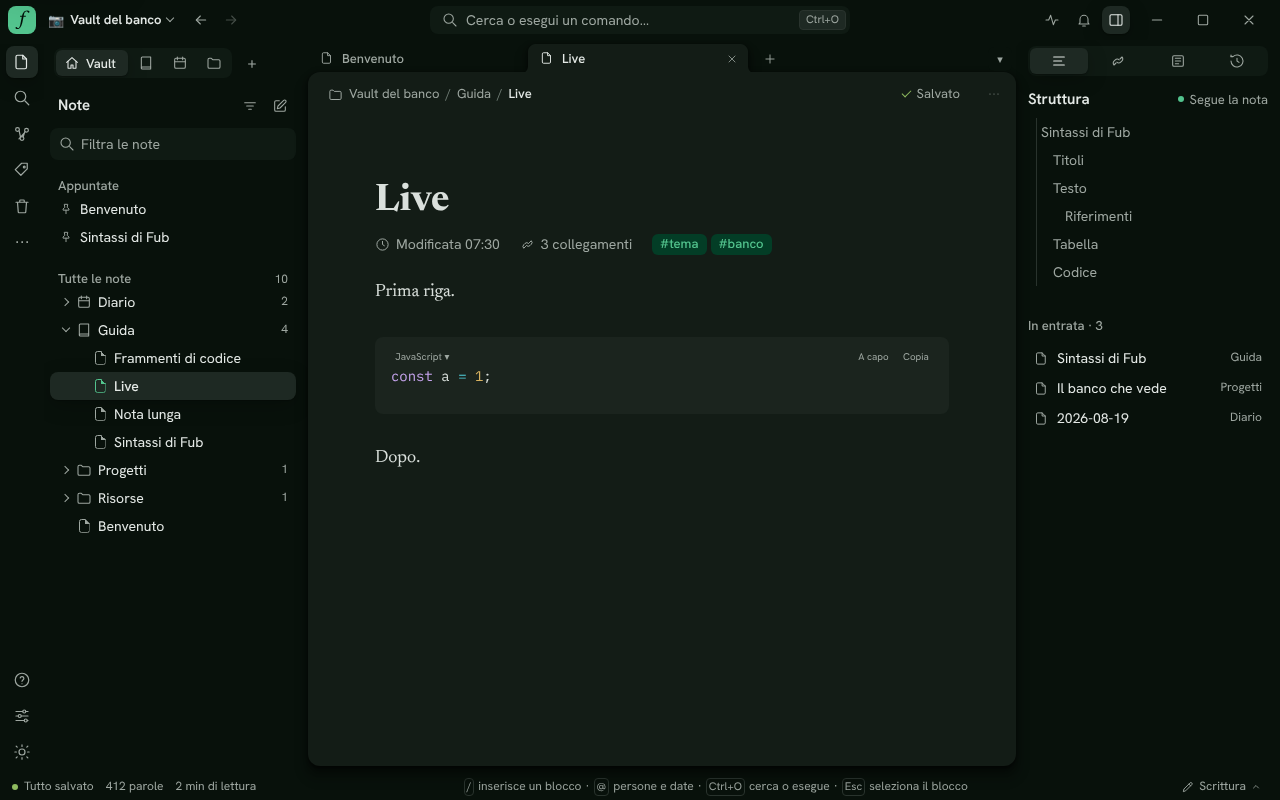 f
Vault del banco
Cerca o esegui un comando…
Ctrl+O
Vault
Note
Filtra le note
Appuntate
Benvenuto
Sintassi di Fub
Tutte le note 10
Diario 2
Guida 4
Frammenti di codice
Live
Nota lunga
Sintassi di Fub
Progetti 1
Risorse 1
Benvenuto
Benvenuto
Live
Vault del banco / Guida / Live
Salvato
Live
Modificata 07:30
3 collegamenti
#tema #banco
Prima riga.
JavaScript ▾
A capo Copia
const a = 1;
Dopo.
Struttura
Segue la nota
Sintassi di Fub
Titoli
Testo
Riferimenti
Tabella
Codice
In entrata · 3
Sintassi di Fub Guida
Il banco che vede Progetti
2026-08-19 Diario
Tutto salvato 412 parole 2 min di lettura
/ inserisce un blocco · @ persone e date · Ctrl+O cerca o esegue · Esc seleziona il blocco
Scrittura